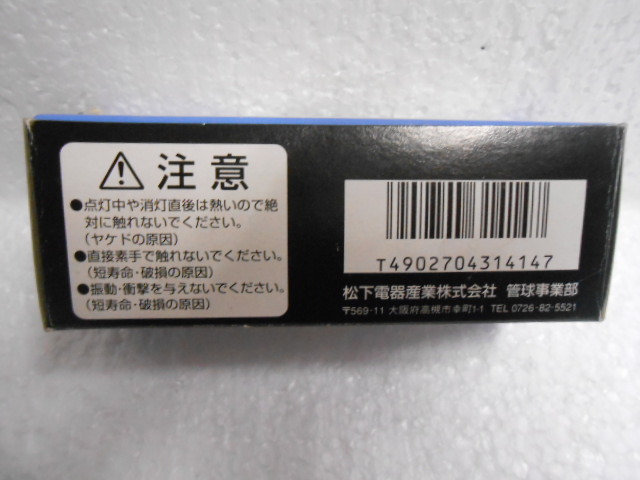 注意
●点灯中や消灯直後は熱いので絶
対に触れないでください。
(ヤケドの原因)
●直接素手で触れないでください。
(短寿命・破損の原因)
●振動・衝撃を与えないでください。
(短寿命・破損の原因)
T4902704314147
松下電器産業株式会社 管球事業部
〒569-11 大阪府高槻市幸町1-1 TEL 0726-82-5521